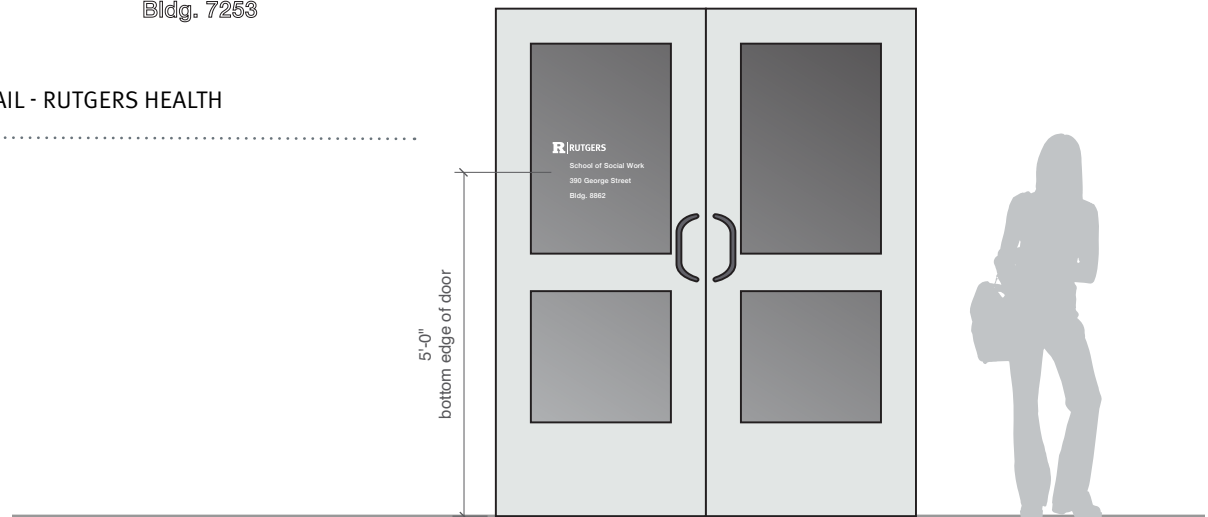 Bldg. 7253
AIL - RUTGERS HEALTH
R RUTGERS
School of Social Work
390 George Street
Bldg. 8862
5'-0"
bottom edge of door